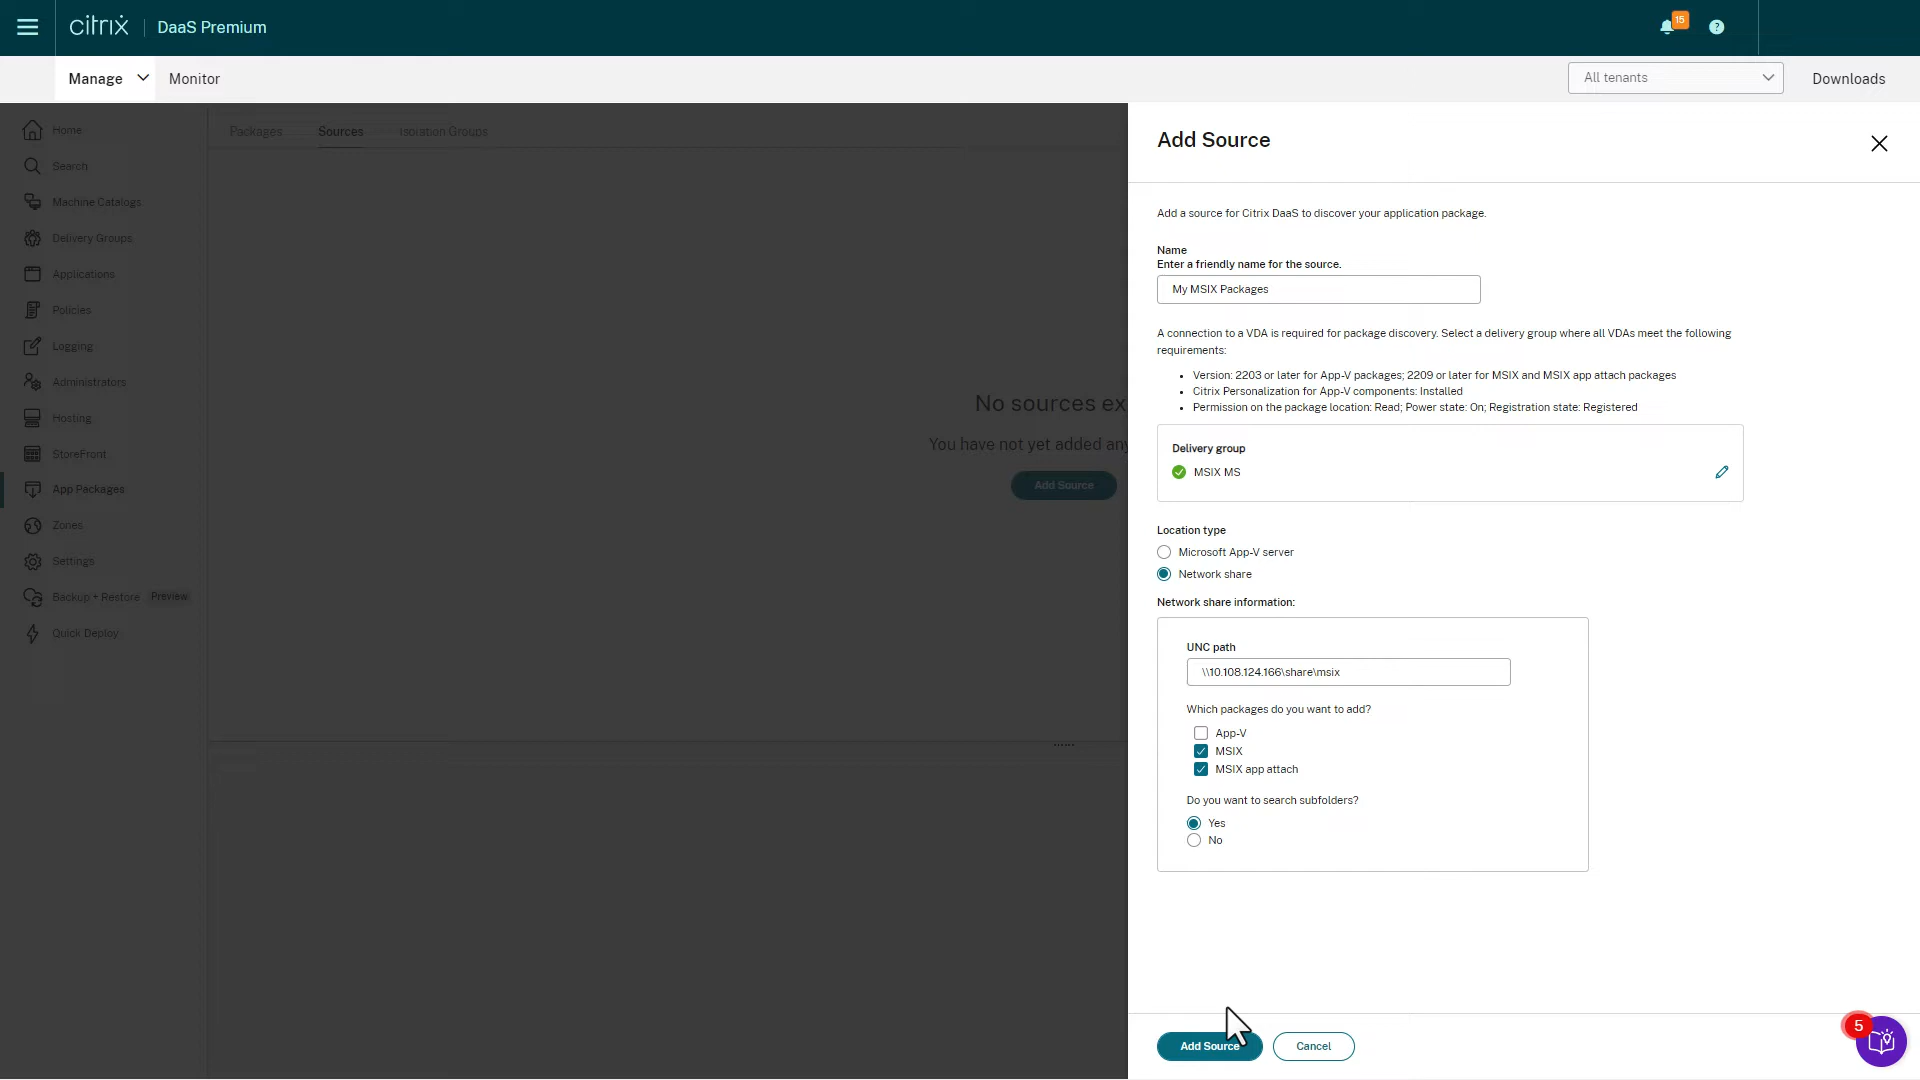 citrix DaaS Premium
15
?
Manage
Monitor
All tenants
Downloads
Home
Search
Machine Catalogs
Delivery Groups
Applications
Policies
Logging
Administrators
Hosting
StoreFront
App Packages
Zones
Settings
Backup + Restore Preview
Quick Deploy
Packages Sources Isolation Groups
No sources ex
You have not yet added any
Add Source
Add Source
Add a source for Citrix DaaS to discover your application package.
Name
Enter a friendly name for the source.
My MSIX Packages
A connection to a VDA is required for package discovery. Select a delivery group where all VDAs meet the following
requirements:
• Version: 2203 or later for App-V packages; 2209 or later for MSIX and MSIX app attach packages
• Citrix Personalization for App-V components: Installed
• Permission on the package location: Read; Power state: On; Registration state: Registered
Delivery group
MSIX MS
Location type
Microsoft App-V server
Network share
Network share information:
UNC path
\\10.108.124.166\share\msix
Which packages do you want to add?
App-V
MSIX
MSIX app attach
Do you want to search subfolders?
Yes
No
Add Source
Cancel
5